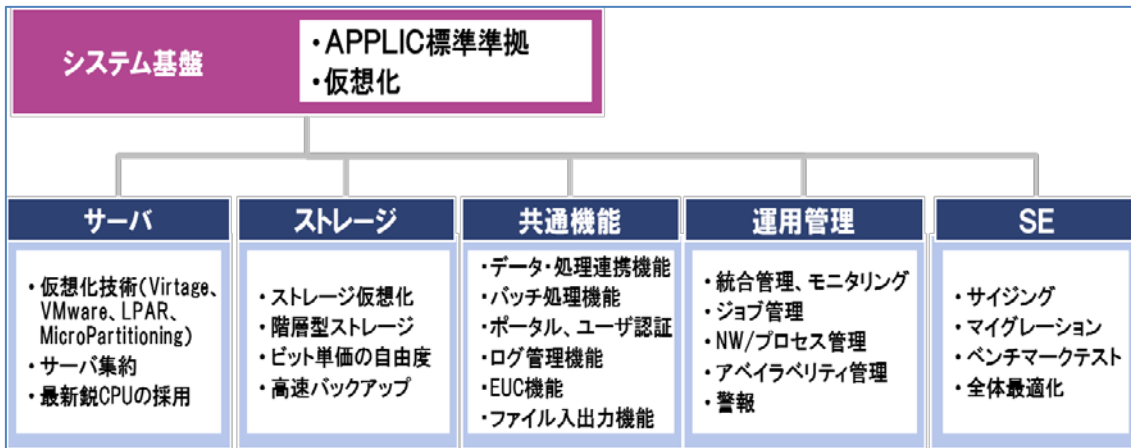 システム基盤
・APPLIC標準準拠
・仮想化
サーバ
・仮想化技術(Virtage、
VMware、LPAR、
MicroPartitioning)
・サーバ集約
・最新鋭CPUの採用
ストレージ
・ストレージ仮想化
・階層型ストレージ
・ビット単価の自由度
・高速バックアップ
共通機能
・データ・処理連携機能
・バッチ処理機能
・ポータル、ユーザ認証
・ログ管理機能
・EUC機能
・ファイル入出力機能
運用管理
・統合管理、モニタリング
・ジョブ管理
・NW/プロセス管理
・アベイラベリティ管理
・警報
SE
・サイジング
・マイグレーション
・ベンチマークテスト
・全体最適化